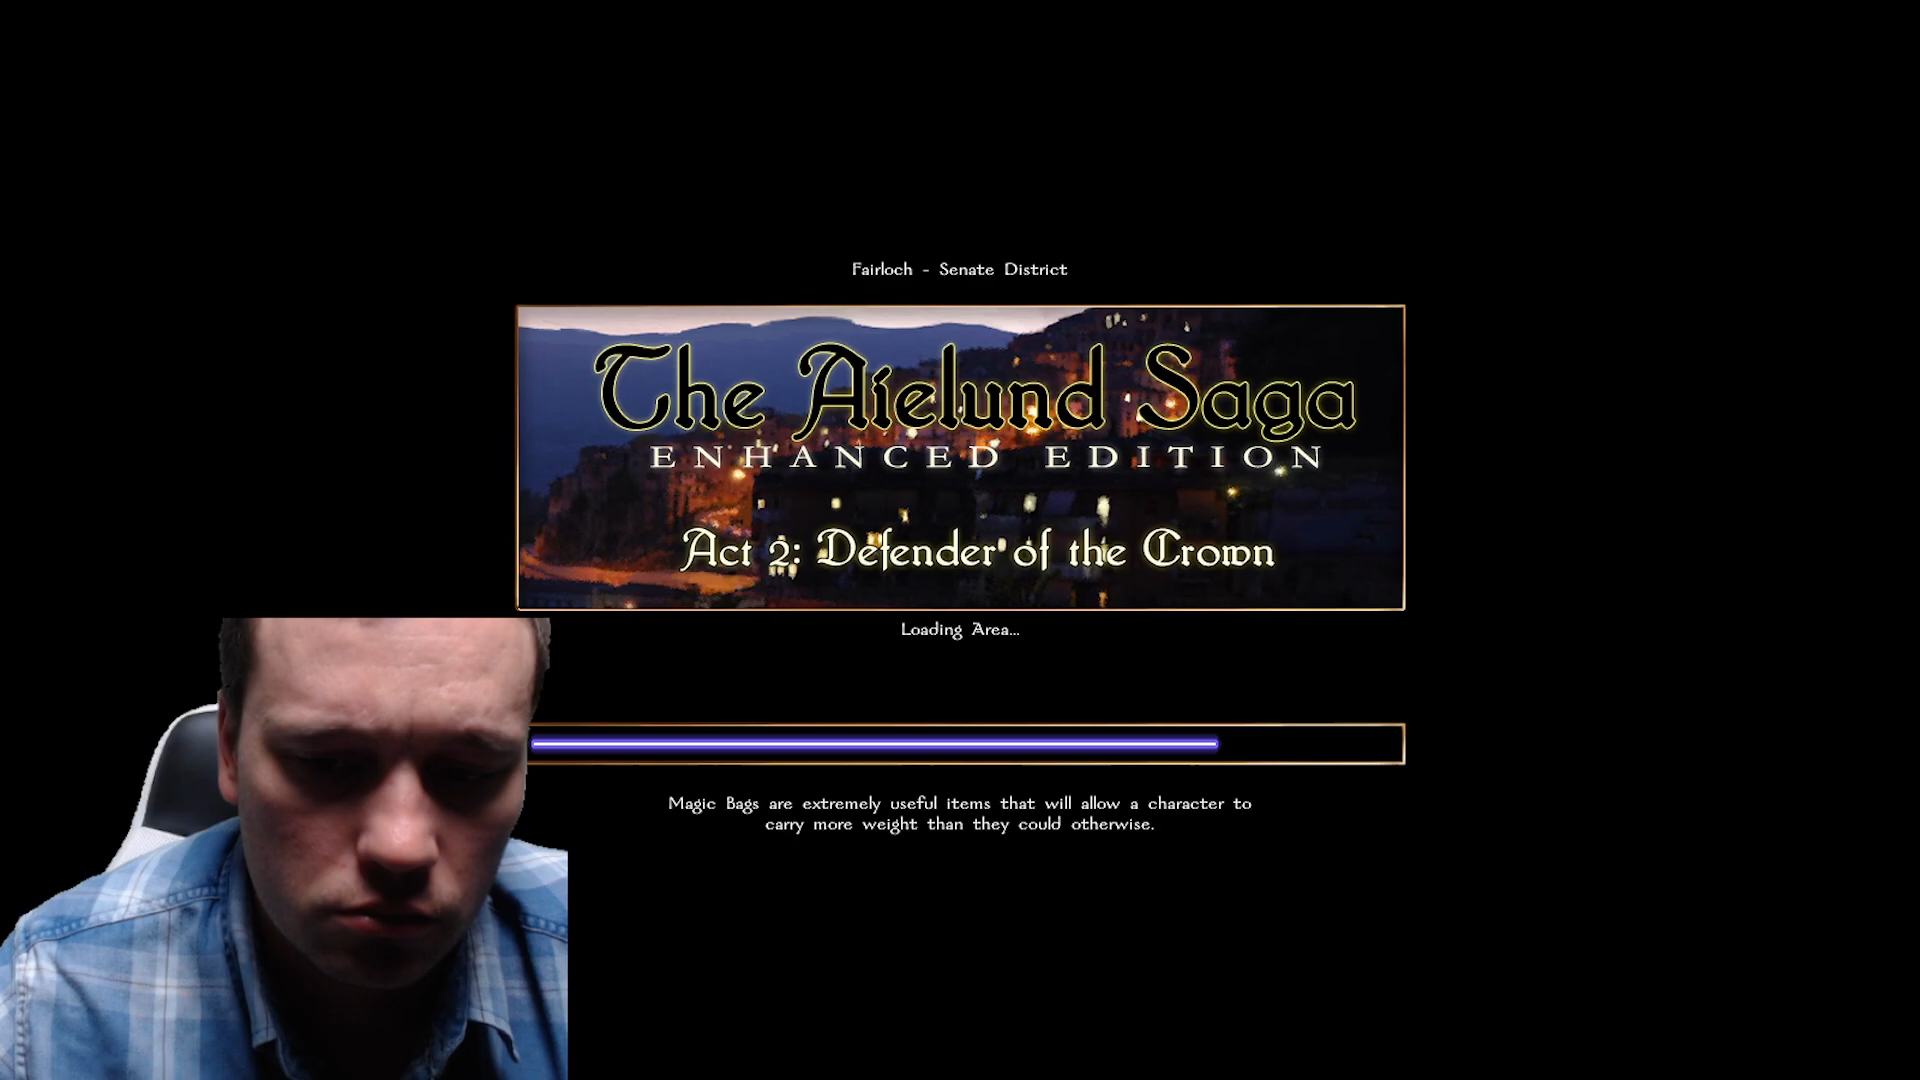 Fairloch - Senate District
The Aielund Saga
ENHANCED EDITION
Act 2: Defender of the Crown
Loading Area...
Magic Bags are extremely useful items that will allow a character to
carry more weight than they could otherwise.